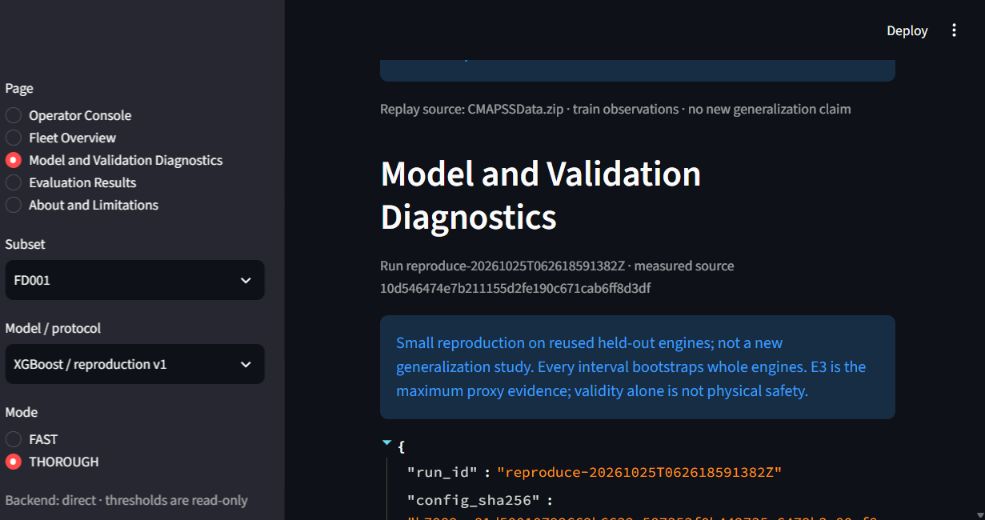 Deploy
Page
Operator Console
Fleet Overview
Model and Validation Diagnostics
Evaluation Results
About and Limitations
Subset
FD001
Model / protocol
XGBoost / reproduction v1
Mode
FAST
THOROUGH
Backend: direct · thresholds are read-only
Replay source: CMAPSSData.zip · train observations · no new generalization claim
Model and Validation
Diagnostics
Run reproduce-20261025T062618591382Z · measured source
10d546474e7b211155d2fe190c671cab6ff8d3df
Small reproduction on reused held-out engines; not a new
generalization study. Every interval bootstraps whole engines. E3 is the
maximum proxy evidence; validity alone is not physical safety.
{
"run_id" : "reproduce-20261025T062618591382Z"
"config_sha256" :